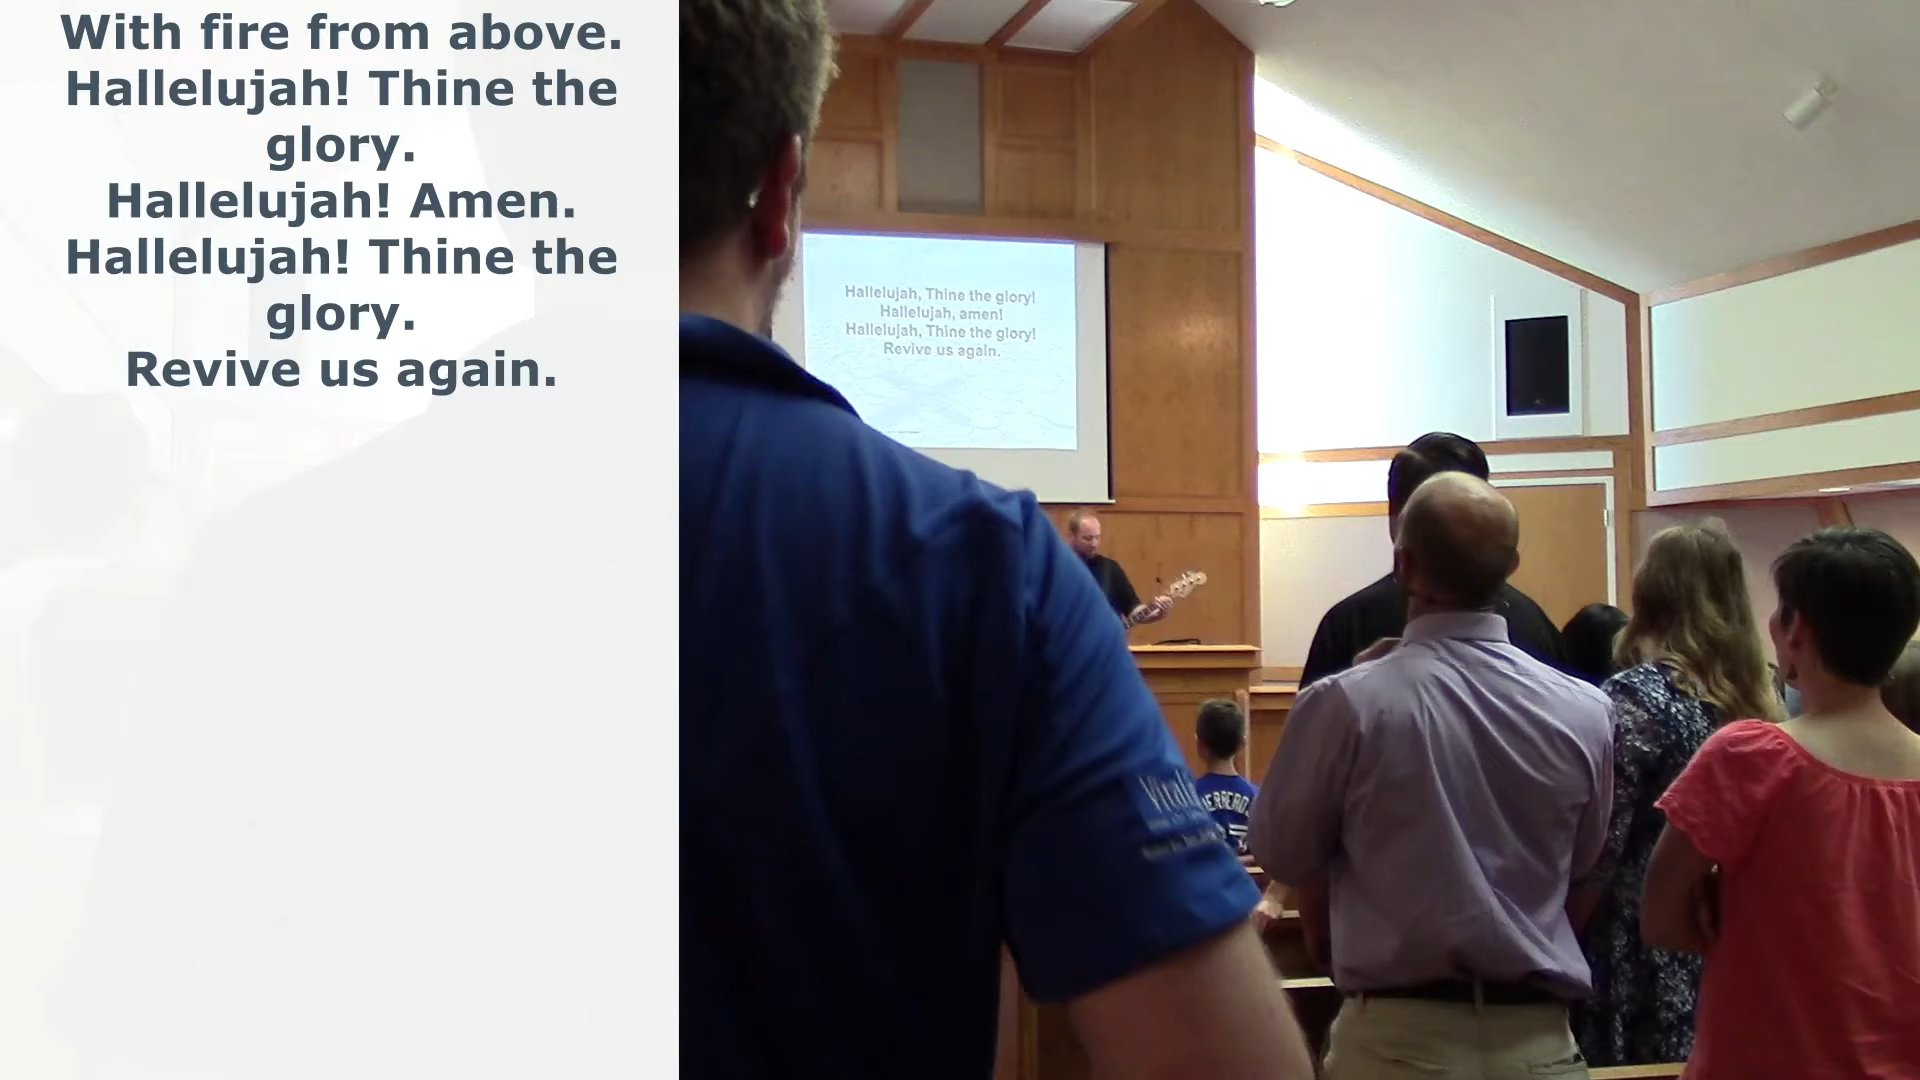 With fire from above.
Hallelujah! Thine the
glory.
Hallelujah! Amen.
Hallelujah! Thine the
glory.
Revive us again.
Hallelujah, Thine the glory!
Hallelujah, amen!
Hallelujah, Thine the glory!
Revive us again.